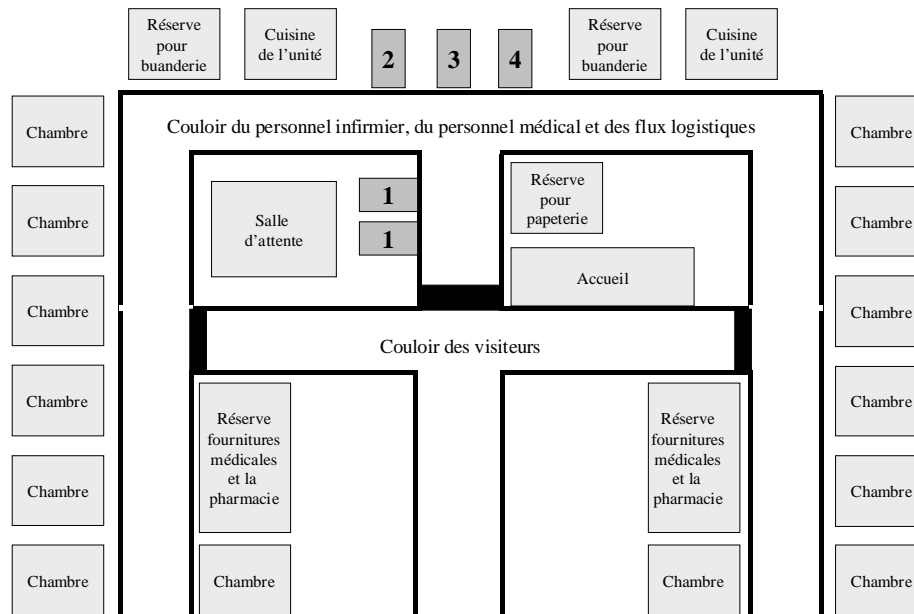 Réserve
pour
buanderie
Cuisine
de l’unité
2
3
4
Réserve
pour
buanderie
Cuisine
de l’unité
Chambre
Couloir du personnel infirmier, du personnel médical et des flux logistiques
Chambre
Chambre
Salle
d’attente
1
1
Réserve
pour
papeterie
Chambre
Chambre
Accueil
Chambre
Couloir des visiteurs
Chambre
Réserve
fournitures
médicales
et la
pharmacie
Réserve
fournitures
médicales
et la
pharmacie
Chambre
Chambre
Chambre
Chambre
Chambre
Chambre
Chambre